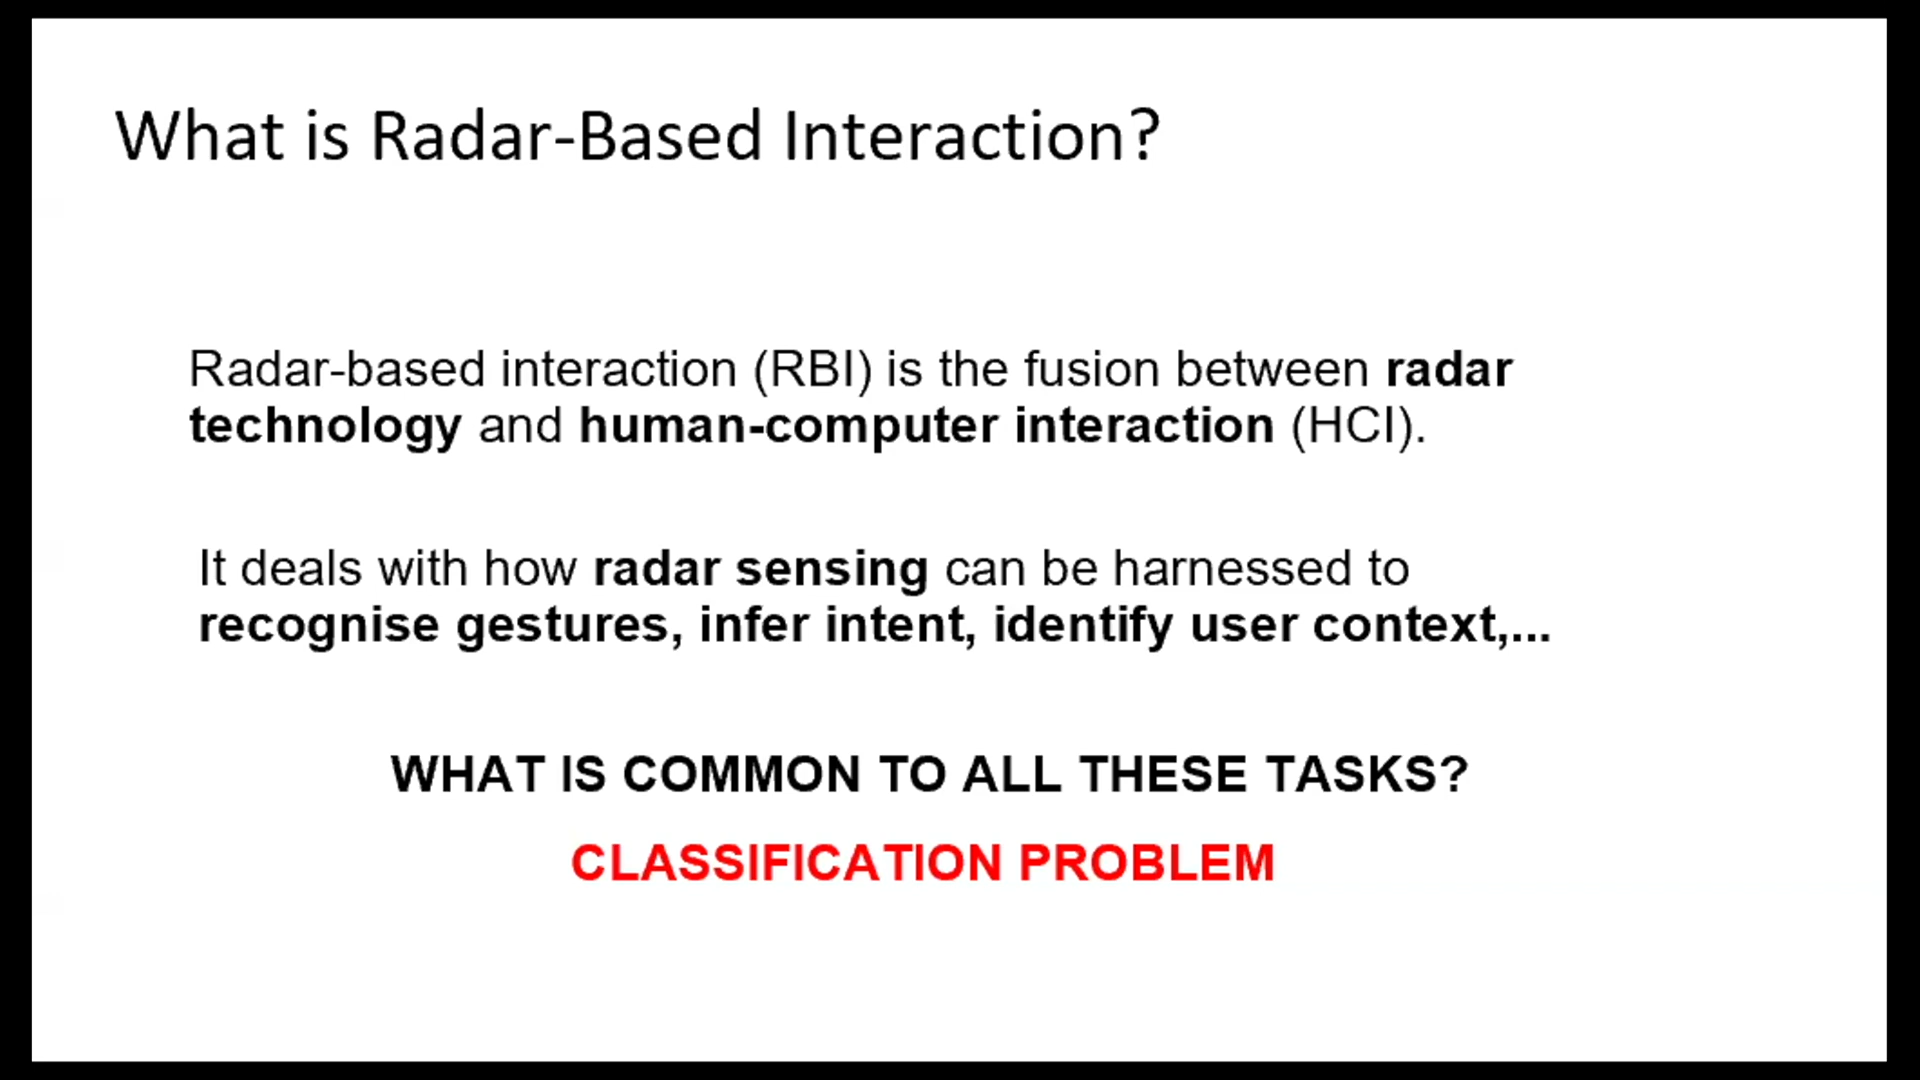 What is Radar-Based Interaction?
Radar-based interaction (RBI) is the fusion between radar
technology and human-computer interaction (HCI).
It deals with how radar sensing can be harnessed to
recognise gestures, infer intent, identify user context,...
WHAT IS COMMON TO ALL THESE TASKS?
CLASSIFICATION PROBLEM